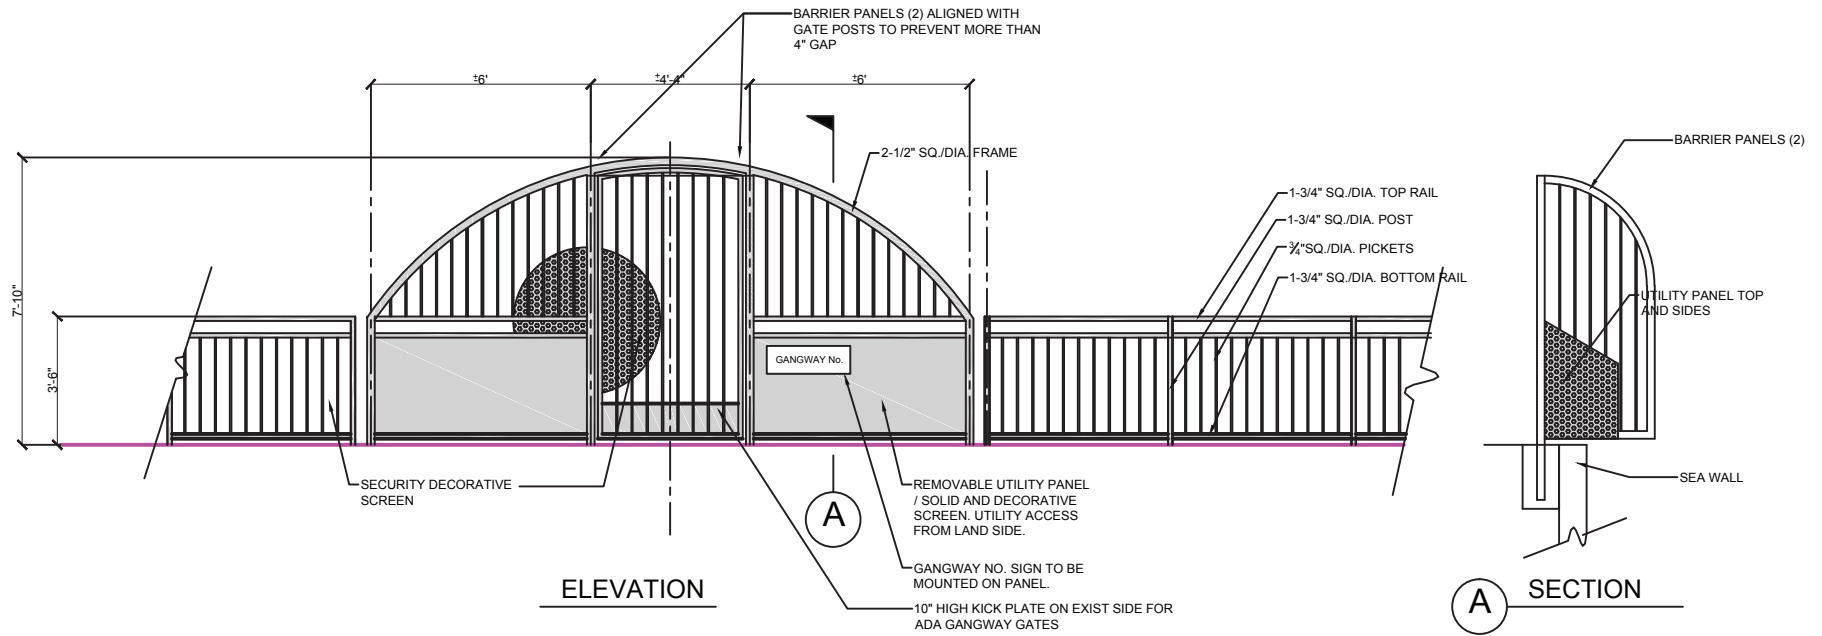 BARRIER PANELS (2) ALIGNED WITH
GATE POSTS TO PREVENT MORE THAN
4" GAP
±6'
±4'-4"
±6'
2-1/2" SQ./DIA. FRAME
1-3/4" SQ./DIA. TOP RAIL
1-3/4" SQ./DIA. POST
¾"SQ./DIA. PICKETS
1-3/4" SQ./DIA. BOTTOM RAIL
7'-10"
3'-6"
GANGWAY No.
SECURITY DECORATIVE
SCREEN
A
REMOVABLE UTILITY PANEL
/ SOLID AND DECORATIVE
SCREEN. UTILITY ACCESS
FROM LAND SIDE.
GANGWAY NO. SIGN TO BE
MOUNTED ON PANEL.
10" HIGH KICK PLATE ON EXIST SIDE FOR
ADA GANGWAY GATES
ELEVATION
BARRIER PANELS (2)
UTILITY PANEL TOP
AND SIDES
SEA WALL
A SECTION